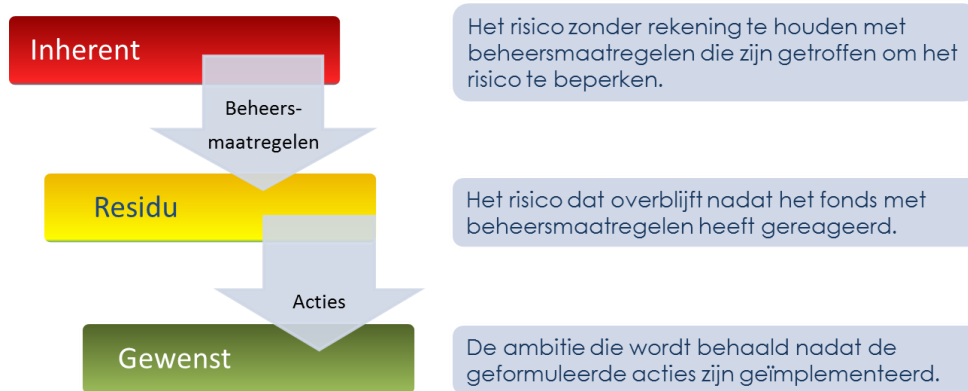 Inherent
Het risico zonder rekening te houden met
beheersmaatregelen die zijn getroffen om het
risico te beperken.
Beheers-
maatregelen
Residu
Het risico dat overblijft nadat het fonds met
beheersmaatregelen heeft gereageerd.
Acties
Gewenst
De ambitie die wordt behaald nadat de
geformuleerde acties zijn geïmplementeerd.